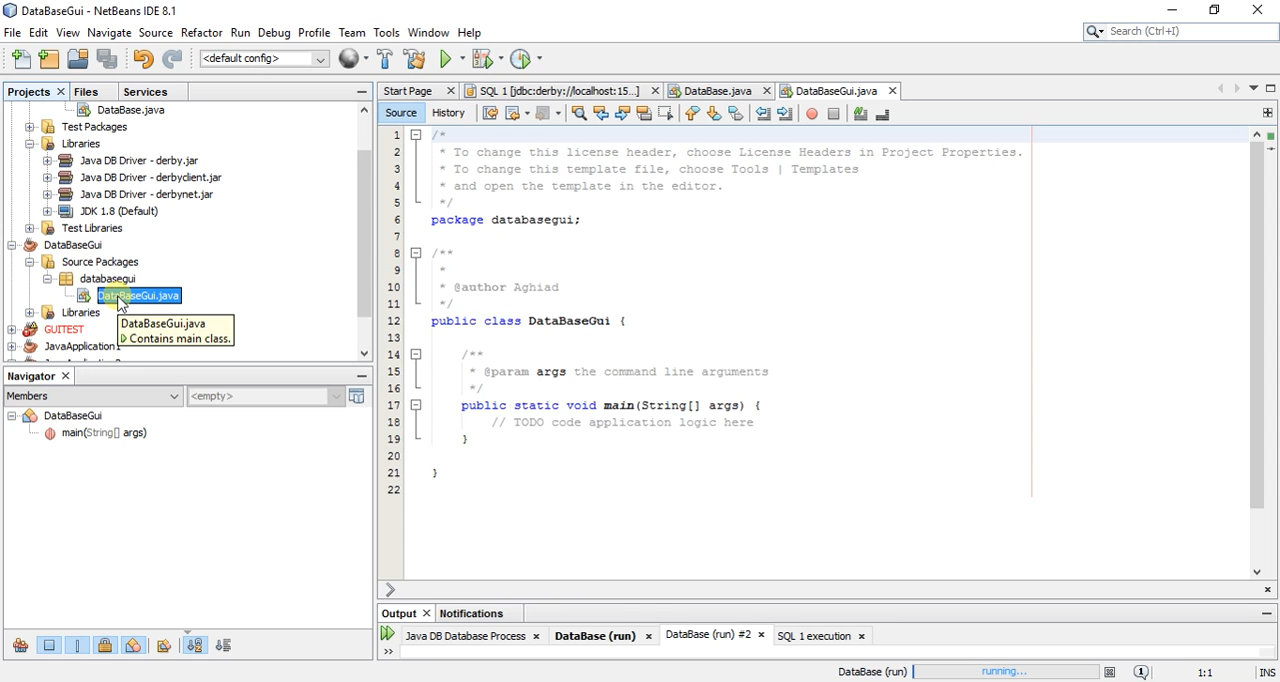 DataBaseGui - NetBeans IDE 8.1
File Edit View Navigate Source Refactor Run Debug Profile Team Tools Window Help
Search (Ctrl+I)
<default config>
Projects Files Services
DataBase.java
Test Packages
Libraries
Java DB Driver - derby.jar
Java DB Driver - derbyclient.jar
Java DB Driver - derbynet.jar
JDK 1.8 (Default)
Test Libraries
DataBaseGui
Source Packages
databasegui
DataBaseGui.java
Libraries
DataBaseGui.java
Contains main class.
GUITEST
JavaApplication1
Navigator
Members
<empty>
DataBaseGui
main(String[] args)
Start Page SQL 1 [jdbc:derby://localhost:15...] DataBase.java DataBaseGui.java
Source History
1 /*
2 * To change this license header, choose License Headers in Project Properties.
3 * To change this template file, choose Tools | Templates
4 * and open the template in the editor.
5 */
6 package databasegui;
7
8 /**
9 *
10 * @author Aghiad
11 */
12 public class DataBaseGui {
13
14 /**
15 * @param args the command line arguments
16 */
17 public static void main(String[] args) {
18 // TODO code application logic here
19 }
20
21 }
22
Output Notifications
Java DB Database Process DataBase (run) DataBase (run) #2 SQL 1 execution
>>
DataBase (run) running... 1 1:1 INS